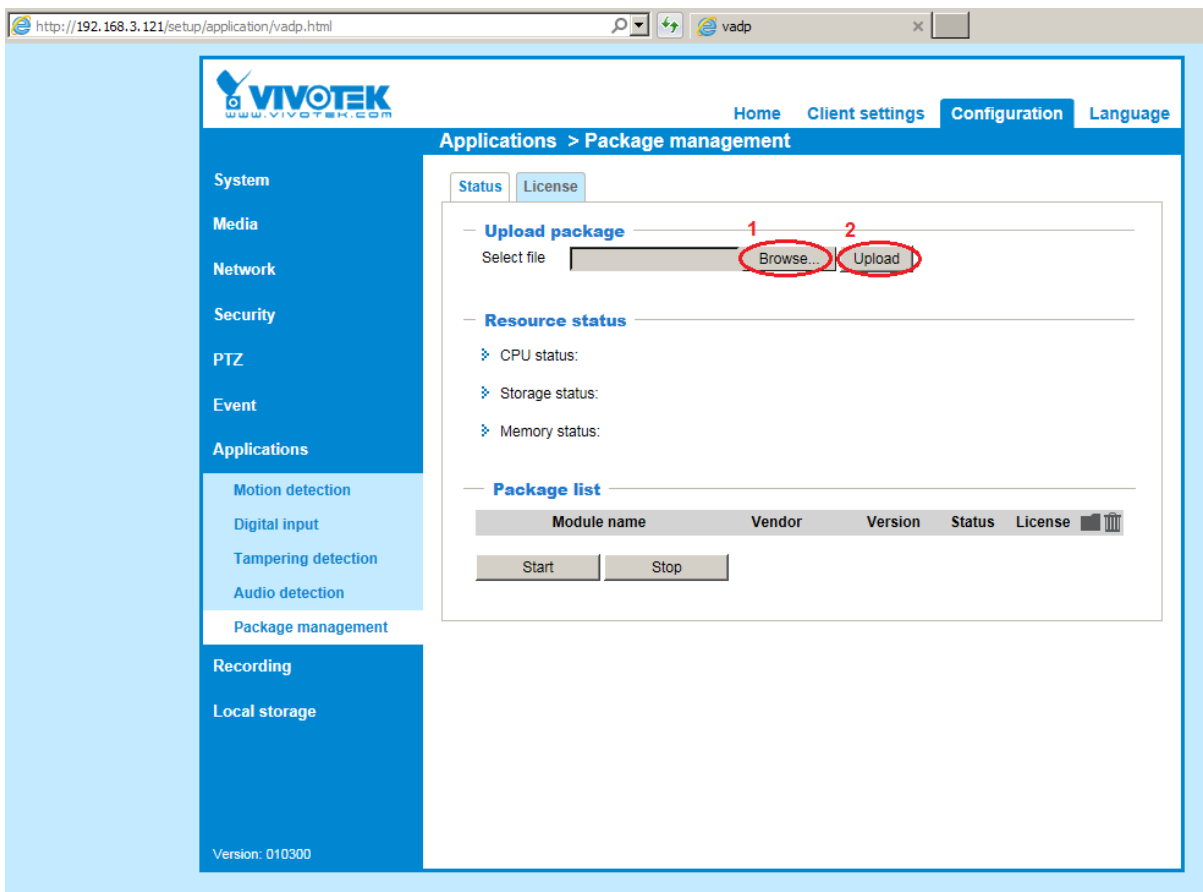 http://192.168.3.121/setup/application/vadp.html
vadp
VIVOTEK
www.vivotek.com
Home Client settings Configuration Language
Applications > Package management
System
Media
Network
Security
PTZ
Event
Applications
Motion detection
Digital input
Tampering detection
Audio detection
Package management
Recording
Local storage
Version: 010300
Status License
Upload package
1 2
Select file Browse... Upload
Resource status
CPU status:
Storage status:
Memory status:
Package list
Module name Vendor Version Status License
Start Stop